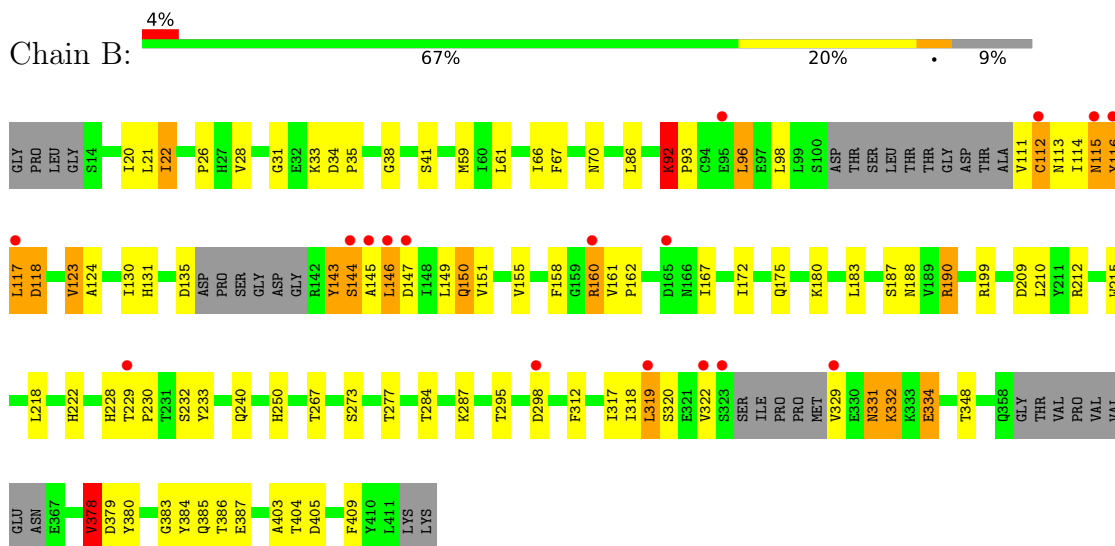 4%
Chain B:
67% 20% • 9%
GLY PRO LEU GLY S14 I20 L21 I22 P26 H27 V28 G31 E32 K33 D34 P35 G38 S41 M59 I60 L61 I66 F67 N70 L86 K92 P93 C94 E95 L96 E97 L98 L99 S100 ASP THR SER LEU THR THR GLY ASP THR ALA V111 C112 N113 I114 N115 Y116
L117 D118 V123 A124 I130 H131 D135 ASP PRO SER GLY ASP GLY R142 Y143 S144 A145 L146 D147 I148 L149 Q150 V151 V155 F158 G159 R160 V161 P162 D165 N166 I167 I172 Q175 K180 L183 S187 N188 V189 R190 R199 D209 L210 Y211 R212 W215
L218 H222 H228 T229 P230 T231 S232 Y233 Q240 H250 T267 S273 T277 T284 K287 T295 D298 F312 I317 I318 L319 S320 E321 V322 S323 SER ILE PRO PRO MET V329 E330 N331 K332 K333 E334 T348 Q358 GLY THR VAL PRO VAL VAL
GLU ASN E367 V378 D379 Y380 G383 Y384 Q385 T386 E387 A403 T404 D405 F409 Y410 L411 LYS LYS